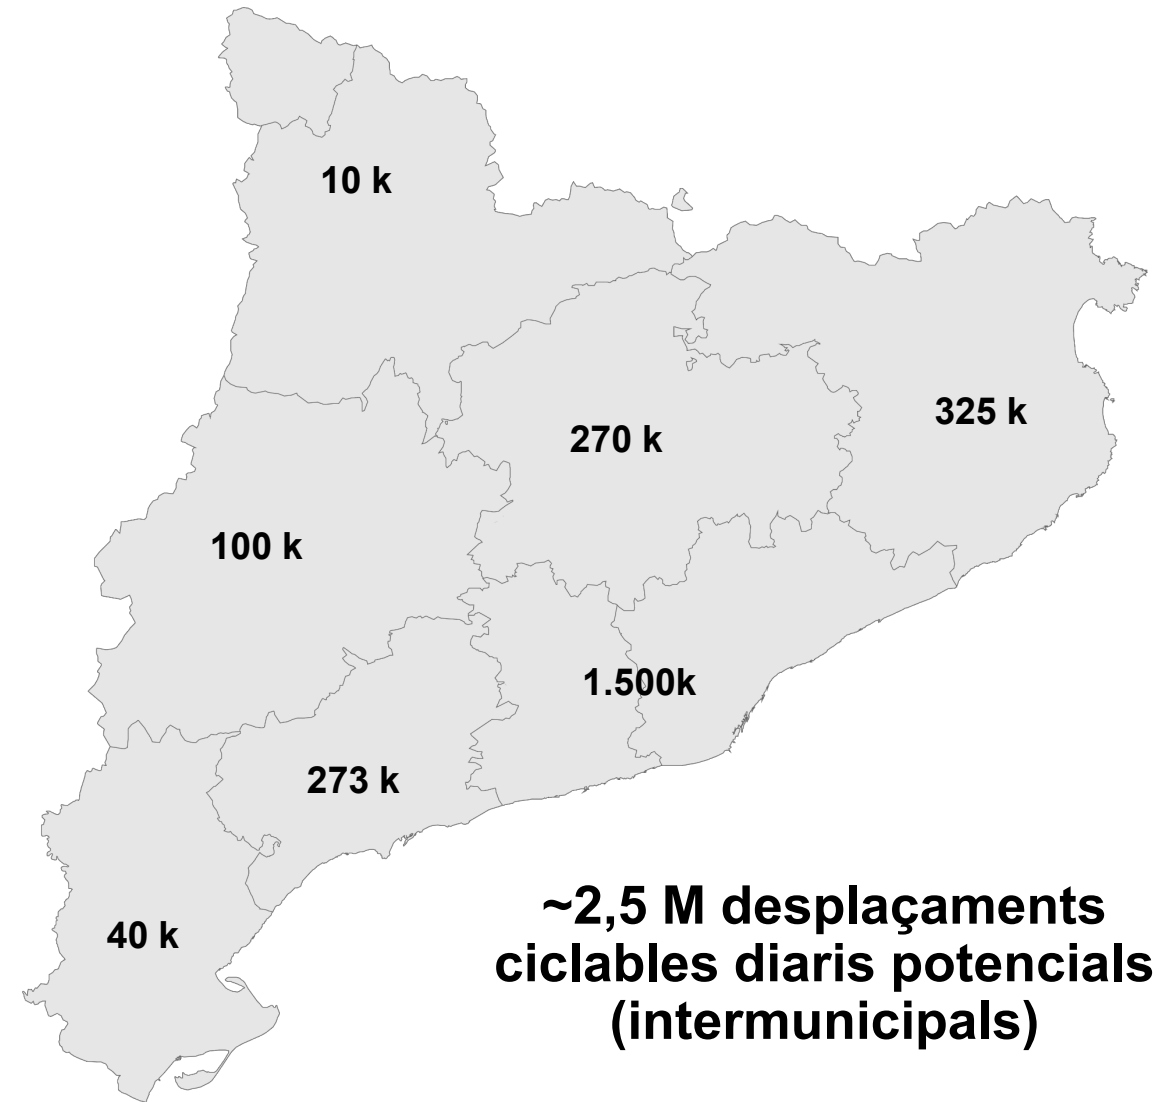 10 k
325 k
270 k
100 k
1.500k
273 k
40 k
~2,5 M desplaçaments
ciclables diaris potencials
(intermunicipals)